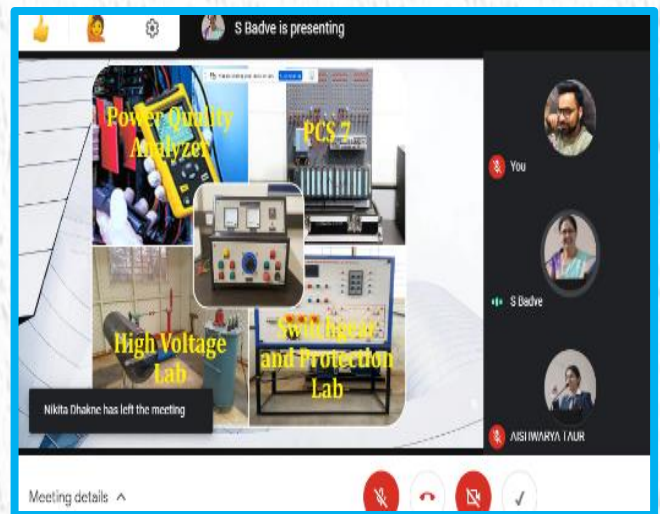 S Badve is presenting
Power Quality
Analyzer
PCS 7
High Voltage
Lab
Switchgear
and Protection
Lab
You
S Badve
AISHWARYA TAUR
Nikita Dhakne has left the meeting
Meeting details